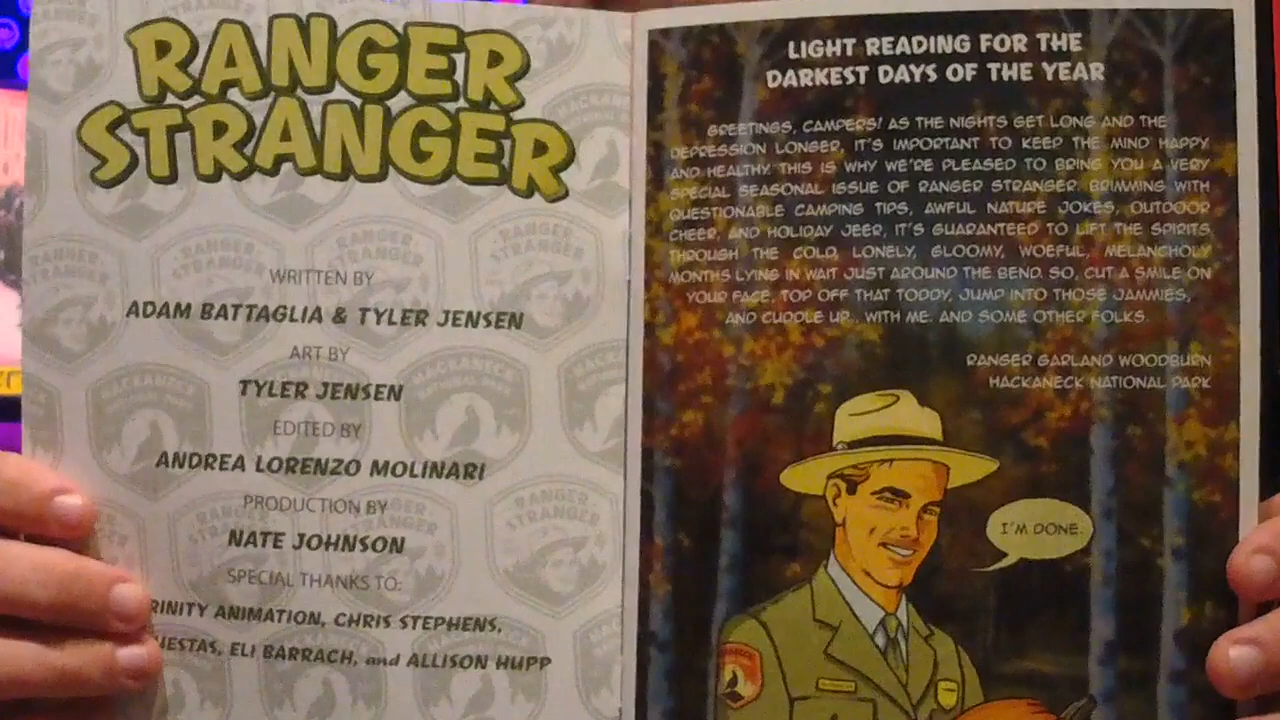 RANGER
STRANGER
WRITTEN BY
ADAM BATTAGLIA & TYLER JENSEN
ART BY
TYLER JENSEN
EDITED BY
ANDREA LORENZO MOLINARI
PRODUCTION BY
NATE JOHNSON
SPECIAL THANKS TO:
RINITY ANIMATION, CHRIS STEPHENS,
UESTAS, ELI BARRACH, and ALLISON HUPP
LIGHT READING FOR THE
DARKEST DAYS OF THE YEAR
GREETINGS, CAMPERS! AS THE NIGHTS GET LONG AND THE
DEPRESSION LONGER, IT'S IMPORTANT TO KEEP THE MIND HAPPY
AND HEALTHY. THIS IS WHY WE'RE PLEASED TO BRING YOU A VERY
SPECIAL SEASONAL ISSUE OF RANGER STRANGER. BRIMMING WITH
QUESTIONABLE CAMPING TIPS, AWFUL NATURE JOKES, OUTDOOR
CHEER, AND HOLIDAY JEER, IT'S GUARANTEED TO LIFT THE SPIRITS
THROUGH THE COLD, LONELY, GLOOMY, WOEFUL, MELANCHOLY
MONTHS LYING IN WAIT JUST AROUND THE BEND. SO, CUT A SMILE ON
YOUR FACE, TOP OFF THAT TODDY, JUMP INTO THOSE JAMMIES,
AND CUDDLE UP... WITH ME. AND SOME OTHER FOLKS.
RANGER GARLAND WOODBURN
HACKANECK NATIONAL PARK
I'M DONE.